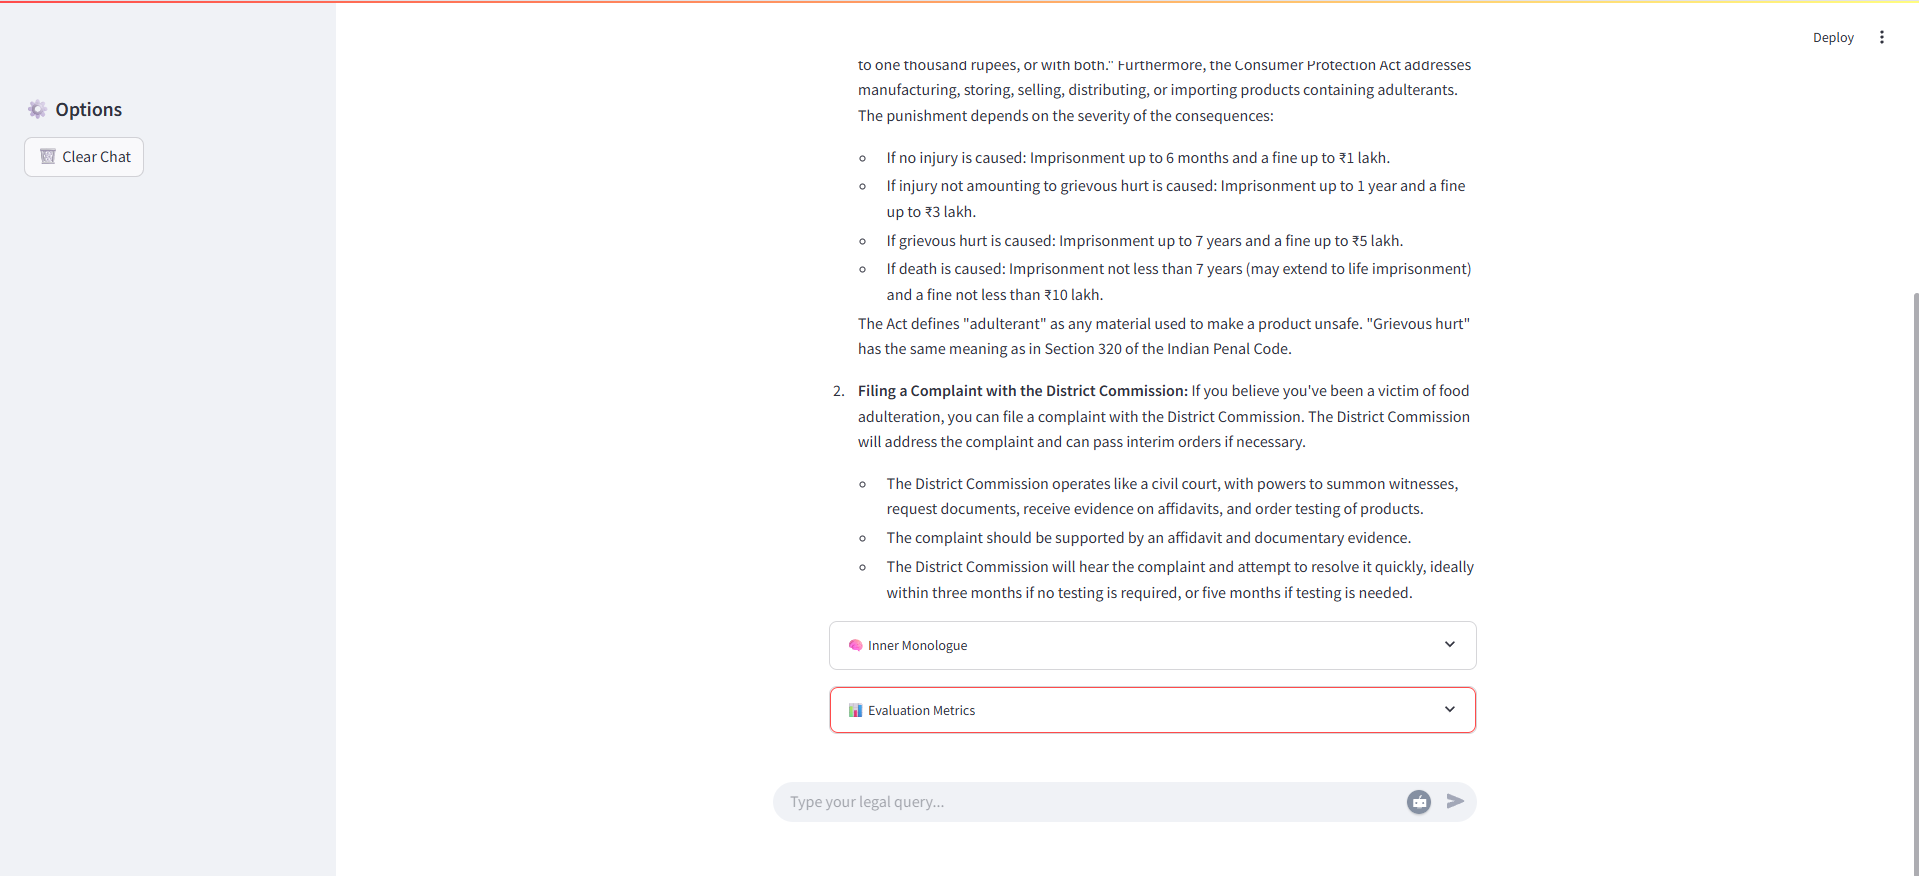 Deploy
Options
Clear Chat
to one thousand rupees, or with both." Furthermore, the Consumer Protection Act addresses
manufacturing, storing, selling, distributing, or importing products containing adulterants.
The punishment depends on the severity of the consequences:
If no injury is caused: Imprisonment up to 6 months and a fine up to ₹1 lakh.
If injury not amounting to grievous hurt is caused: Imprisonment up to 1 year and a fine
up to ₹3 lakh.
If grievous hurt is caused: Imprisonment up to 7 years and a fine up to ₹5 lakh.
If death is caused: Imprisonment not less than 7 years (may extend to life imprisonment)
and a fine not less than ₹10 lakh.
The Act defines "adulterant" as any material used to make a product unsafe. "Grievous hurt"
has the same meaning as in Section 320 of the Indian Penal Code.
2. Filing a Complaint with the District Commission: If you believe you've been a victim of food
adulteration, you can file a complaint with the District Commission. The District Commission
will address the complaint and can pass interim orders if necessary.
The District Commission operates like a civil court, with powers to summon witnesses,
request documents, receive evidence on affidavits, and order testing of products.
The complaint should be supported by an affidavit and documentary evidence.
The District Commission will hear the complaint and attempt to resolve it quickly, ideally
within three months if no testing is required, or five months if testing is needed.
Inner Monologue
Evaluation Metrics
Type your legal query...